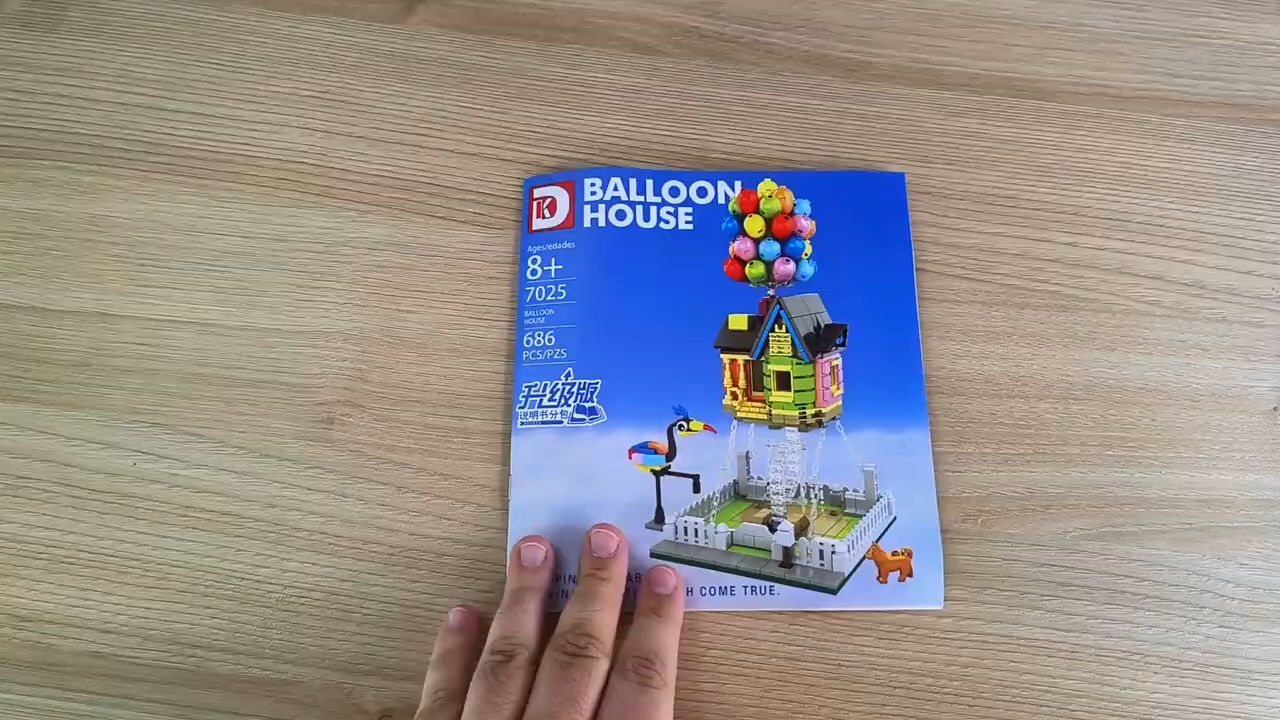 DK
BALLOON
HOUSE
Ages/edades
8+
7025
BALLOON
HOUSE
686
PCS/PZS
升级版
说明书分包
COME TRUE.